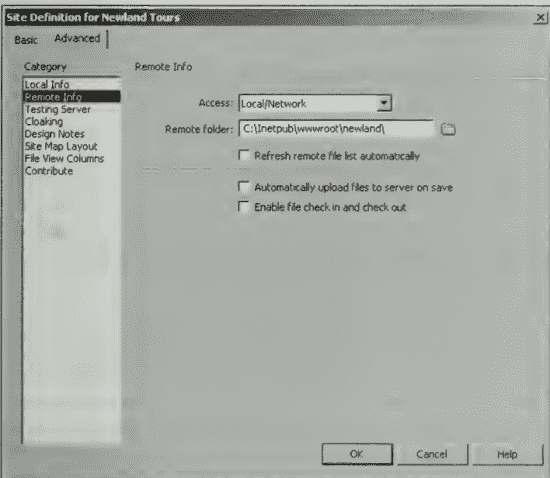 Site Definition for Newland Tours
Basic Advanced
Category
Local Info
Remote Info
Testing Server
Cloaking
Design Notes
Site Map Layout
File View Columns
Contribute
Remote Info
Access: Local/Network
Remote folder: C:\Inetpub\wwwroot\newland\
Refresh remote file list automatically
Automatically upload files to server on save
Enable file check in and check out
OK Cancel Help